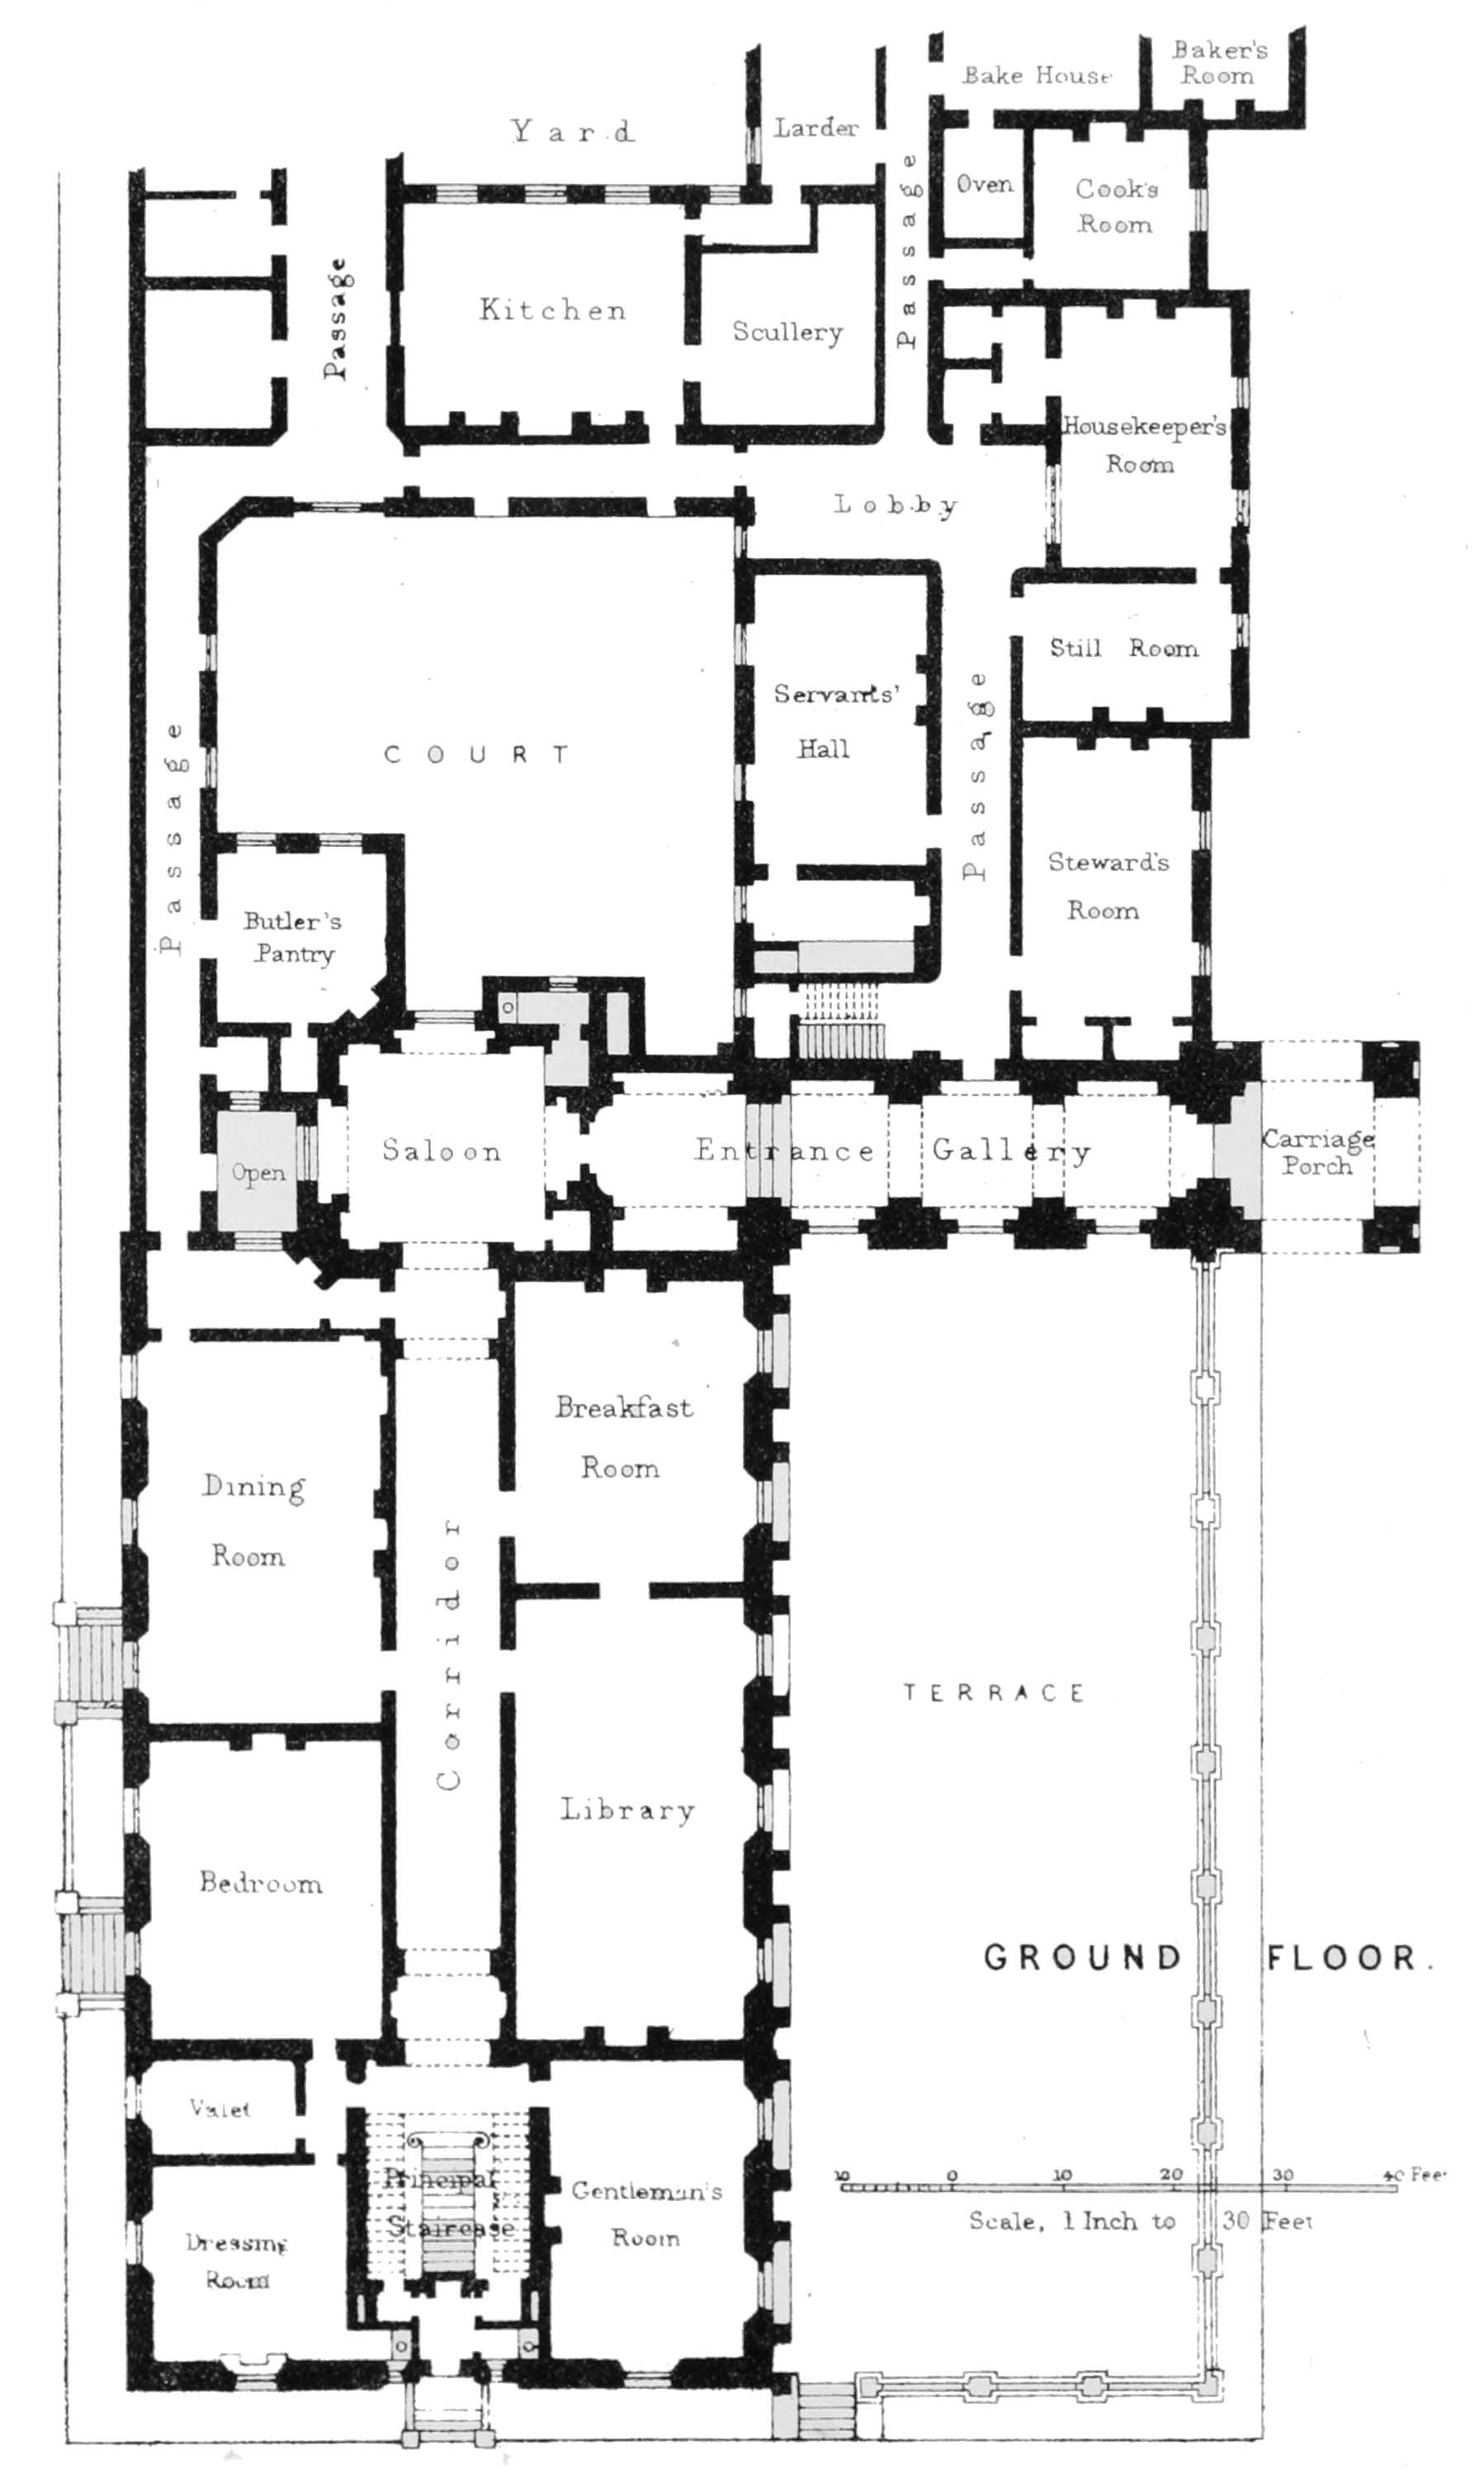 Baker's
Room
Bake House
Yard
Larder
Passage
Oven
Cook's
Room
Passage
Kitchen
Scullery
Housekeeper's
Room
Lobby
Still Room
Servants'
Hall
Passage
COURT
Passage
Steward's
Room
Butler's
Pantry
Saloon
Entrance Gallery
Carriage
Porch
Open
Breakfast
Room
Dining
Room
Corridor
TERRACE
Library
Bedroom
GROUND FLOOR.
Valet
Principal
Staircase
Gentleman's
Room
Dressing
Room
10 0 10 20 30 40 Feet
Scale, 1 Inch to 30 Feet